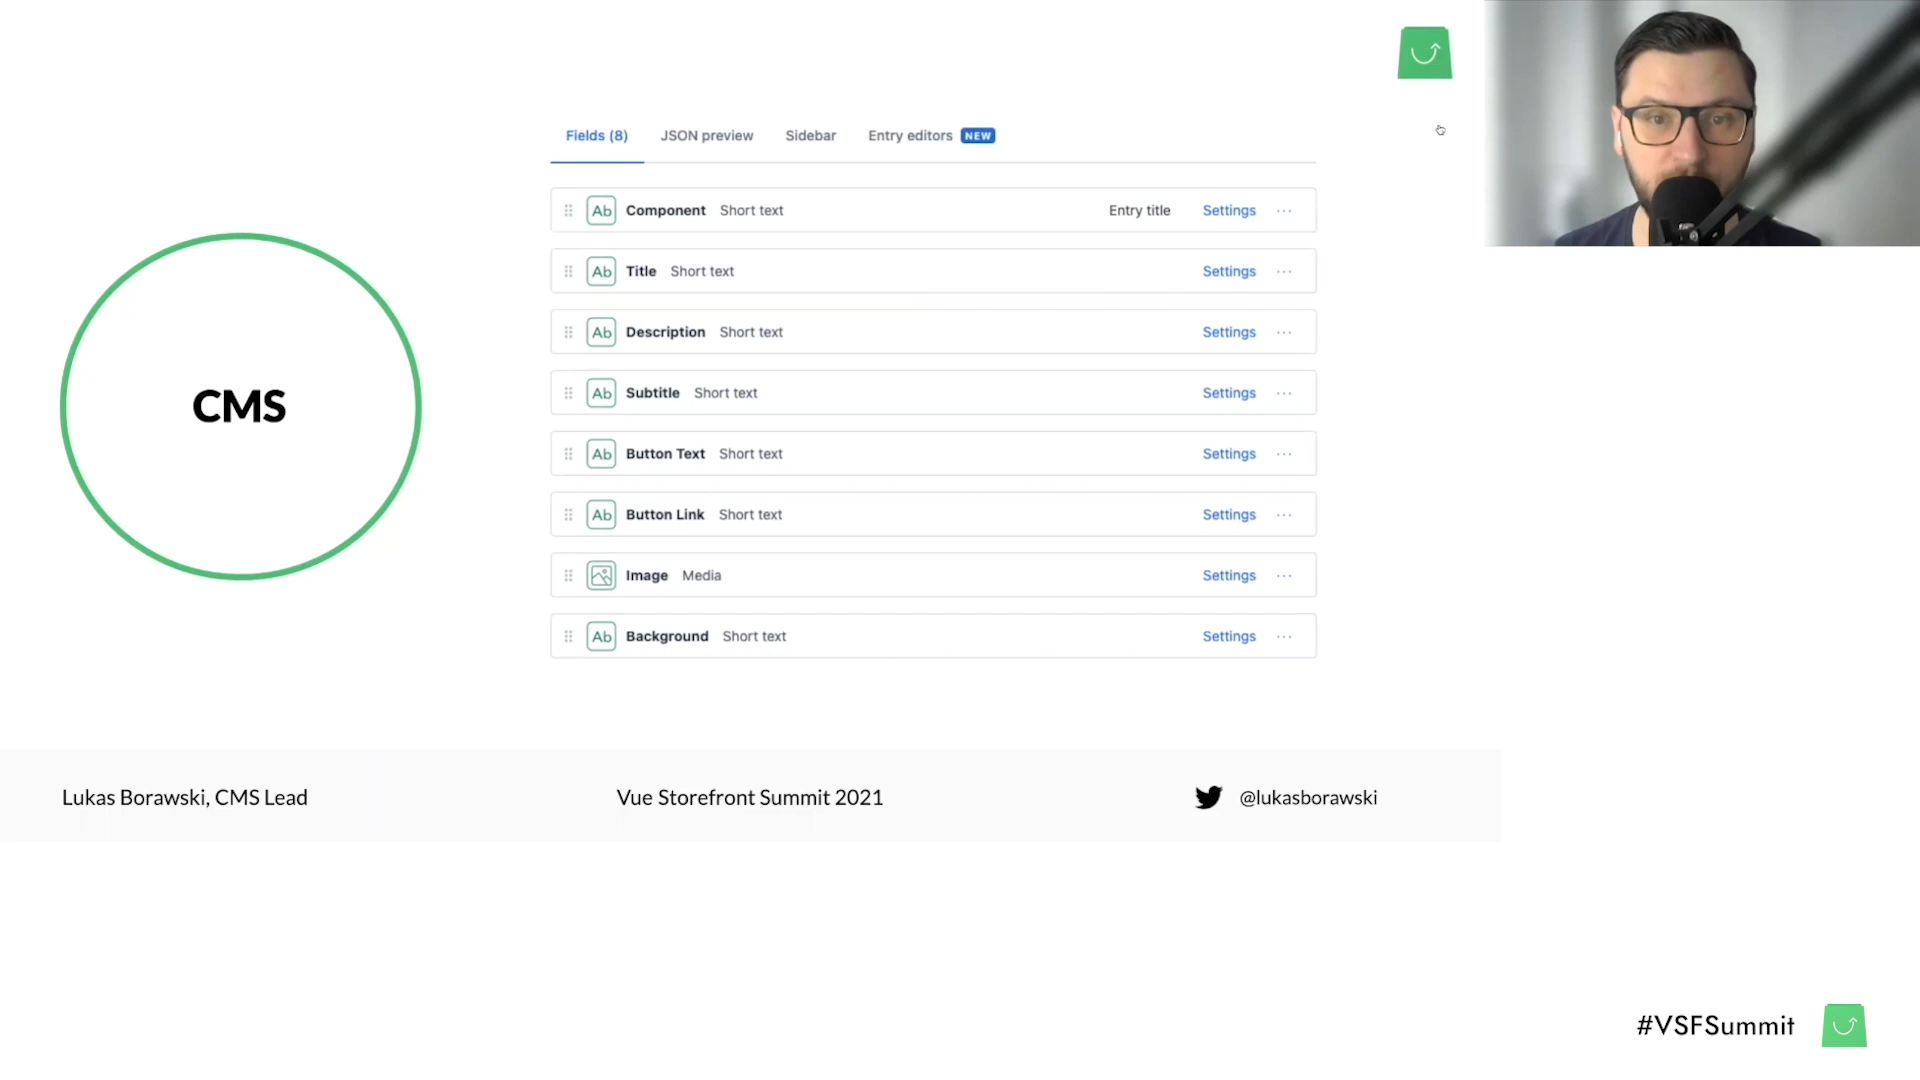 Fields (8) JSON preview Sidebar Entry editors NEW
Ab Component Short text Entry title Settings ...
Ab Title Short text Settings ...
Ab Description Short text Settings ...
CMS
Ab Subtitle Short text Settings ...
Ab Button Text Short text Settings ...
Ab Button Link Short text Settings ...
Image Media Settings ...
Ab Background Short text Settings ...
Lukas Borawski, CMS Lead Vue Storefront Summit 2021 @lukasborawski
#VSFSummit